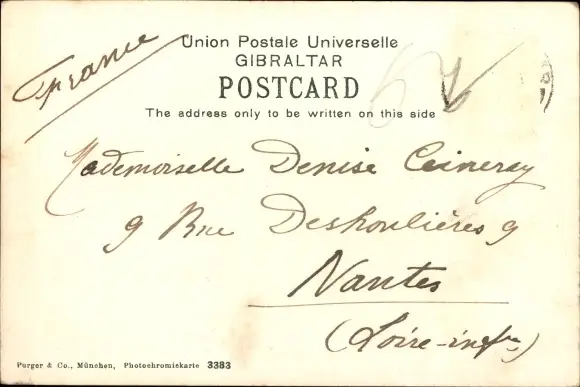 France
Union Postale Universelle
GIBRALTAR
POSTCARD
The address only to be written on this side
Mademoiselle Denise Ceineray
9 Rue Deshoulières 9
Nantes
(Loire-infre)
Purger & Co., München, Photochromiekarte 3383